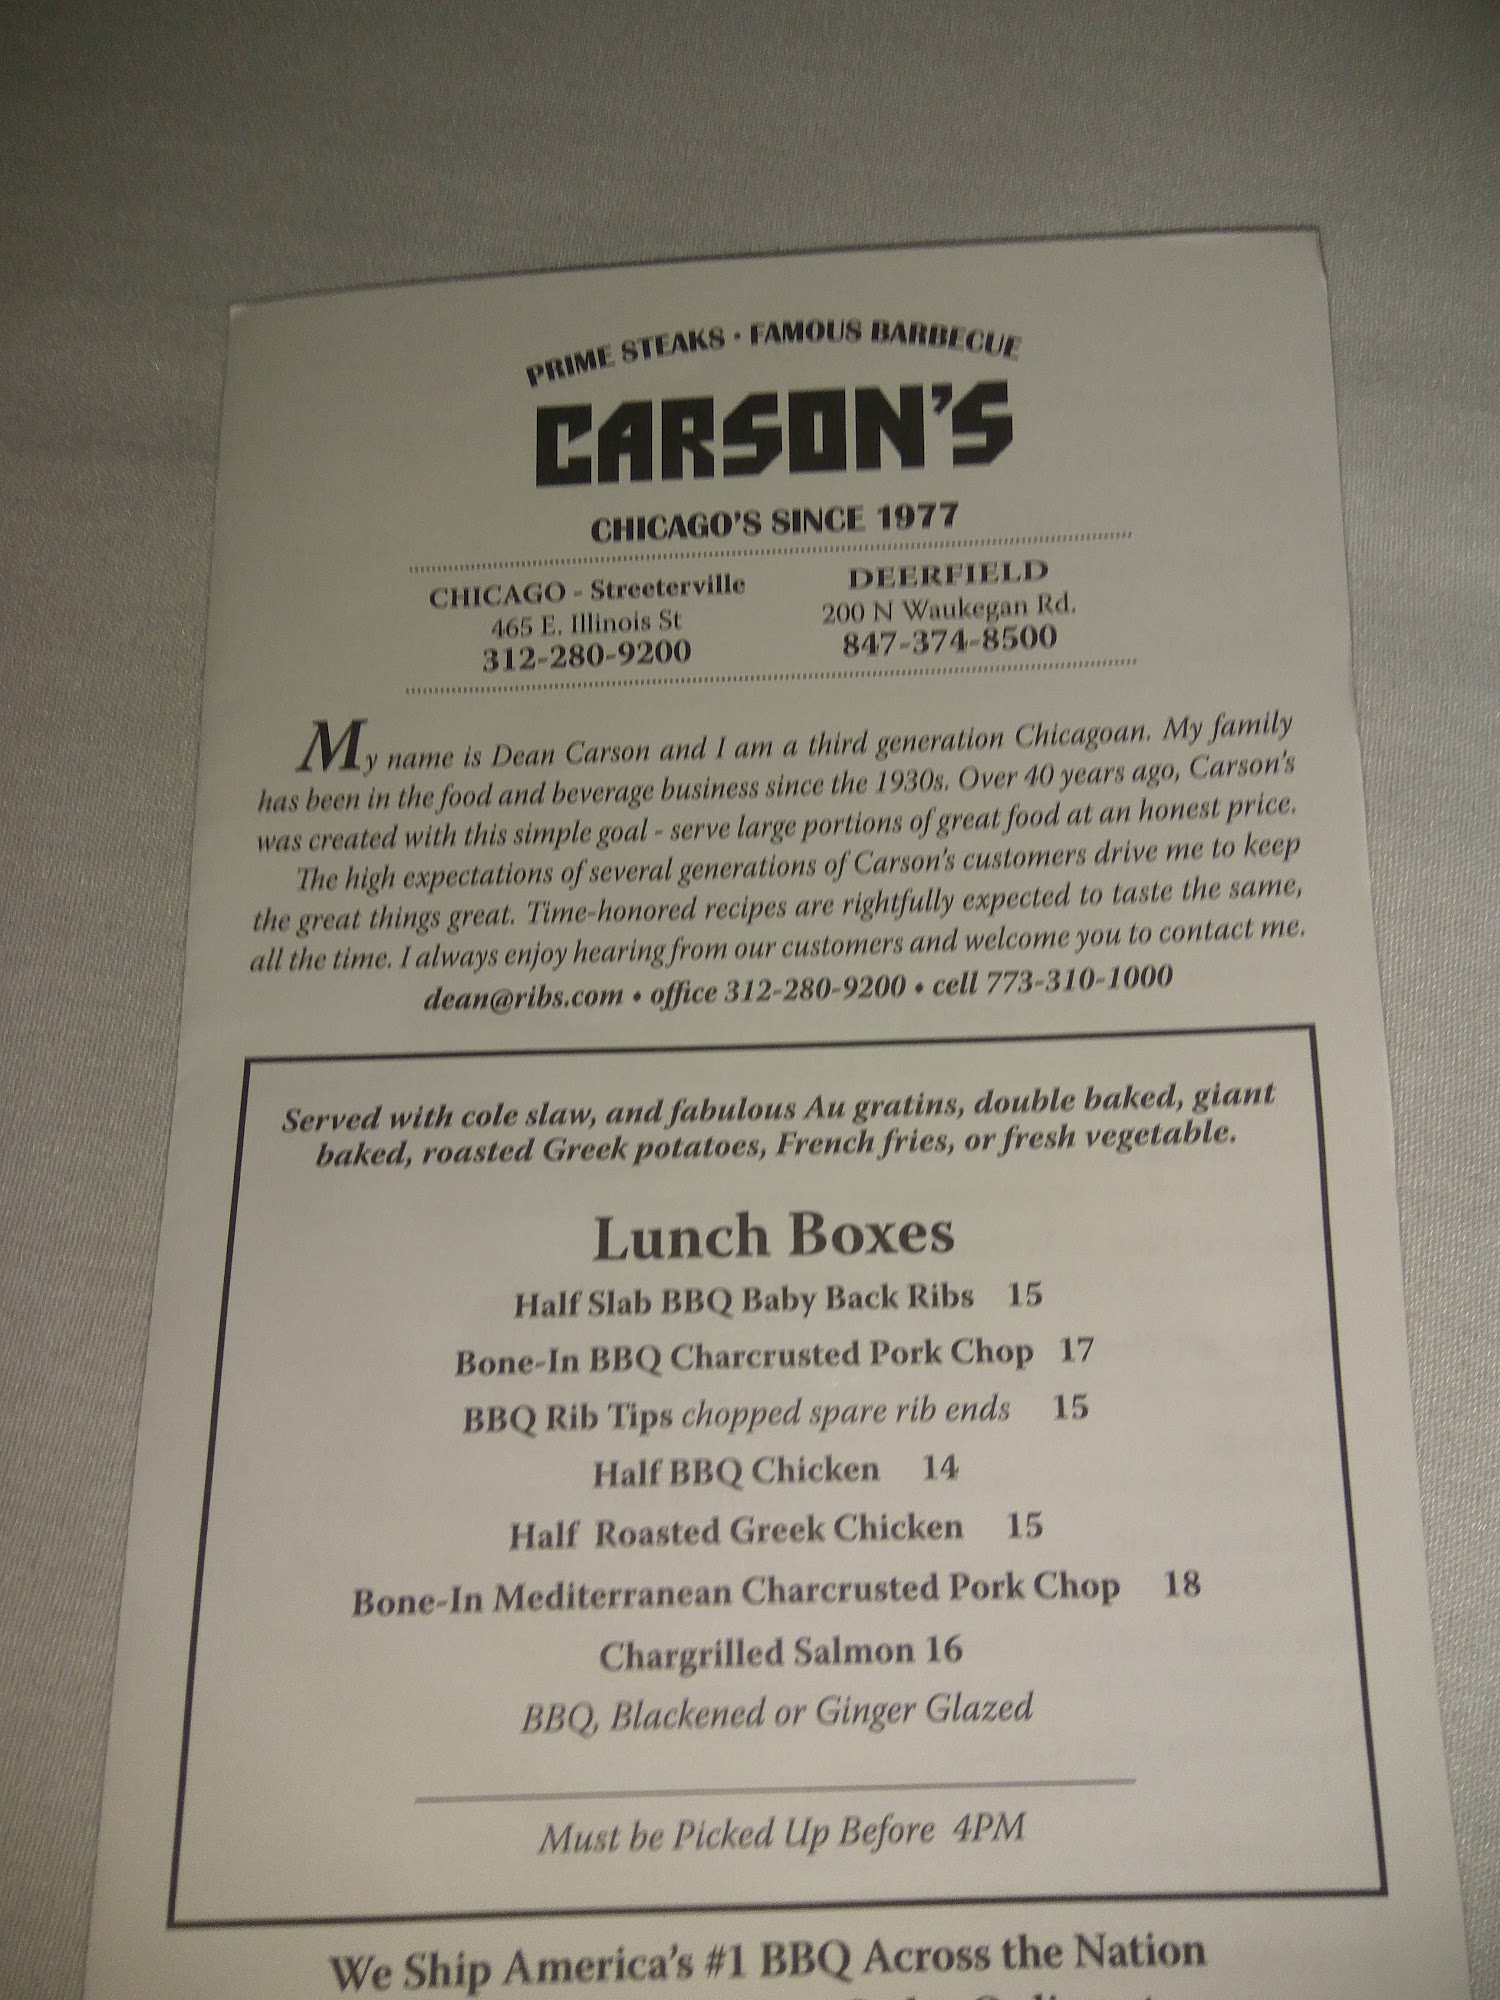 PRIME STEAKS · FAMOUS BARBECUE
CARSON'S
CHICAGO'S SINCE 1977
CHICAGO - Streeterville
465 E. Illinois St
312-280-9200
DEERFIELD
200 N Waukegan Rd.
847-374-8500
My name is Dean Carson and I am a third generation Chicagoan. My family
has been in the food and beverage business since the 1930s. Over 40 years ago, Carson's
was created with this simple goal - serve large portions of great food at an honest price.
The high expectations of several generations of Carson's customers drive me to keep
the great things great. Time-honored recipes are rightfully expected to taste the same,
all the time. I always enjoy hearing from our customers and welcome you to contact me.
dean@ribs.com • office 312-280-9200 • cell 773-310-1000
Served with cole slaw, and fabulous Au gratins, double baked, giant
baked, roasted Greek potatoes, French fries, or fresh vegetable.
Lunch Boxes
Half Slab BBQ Baby Back Ribs 15
Bone-In BBQ Charcrusted Pork Chop 17
BBQ Rib Tips chopped spare rib ends 15
Half BBQ Chicken 14
Half Roasted Greek Chicken 15
Bone-In Mediterranean Charcrusted Pork Chop 18
Chargrilled Salmon 16
BBQ, Blackened or Ginger Glazed
Must be Picked Up Before 4PM
We Ship America's #1 BBQ Across the Nation